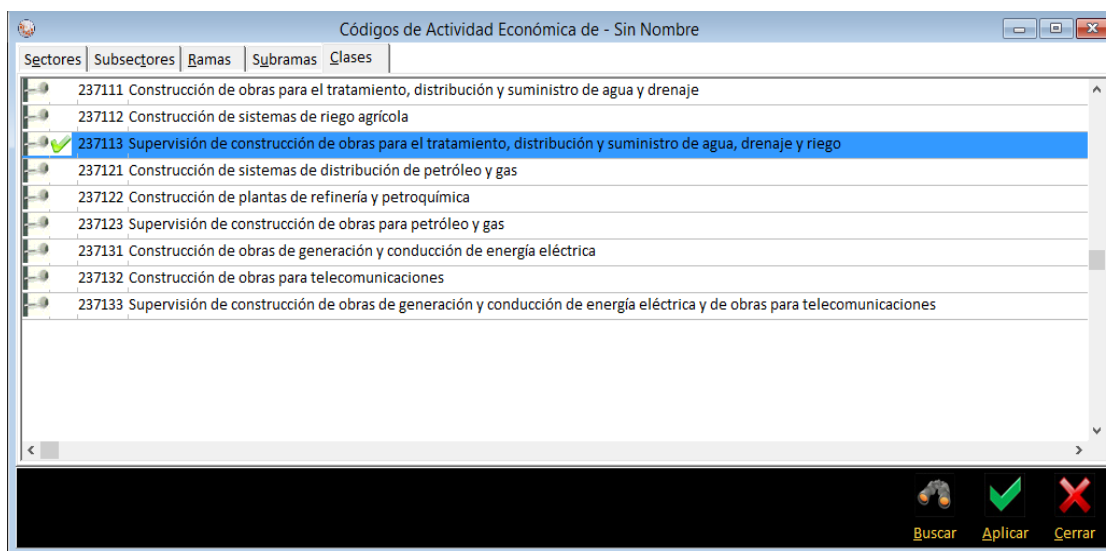 Códigos de Actividad Económica de - Sin Nombre
Sectores Subsectores Ramas Subramas Clases
237111 Construcción de obras para el tratamiento, distribución y suministro de agua y drenaje
237112 Construcción de sistemas de riego agrícola
237113 Supervisión de construcción de obras para el tratamiento, distribución y suministro de agua, drenaje y riego
237121 Construcción de sistemas de distribución de petróleo y gas
237122 Construcción de plantas de refinería y petroquímica
237123 Supervisión de construcción de obras para petróleo y gas
237131 Construcción de obras de generación y conducción de energía eléctrica
237132 Construcción de obras para telecomunicaciones
237133 Supervisión de construcción de obras de generación y conducción de energía eléctrica y de obras para telecomunicaciones
Buscar Aplicar Cerrar